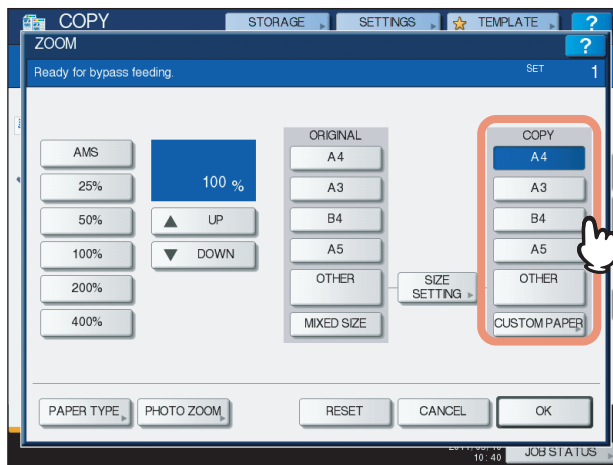 COPY
STORAGE
SETTINGS
TEMPLATE
?
ZOOM
?
Ready for bypass feeding.
SET
1
ORIGINAL
COPY
AMS
100 %
A4
A4
25%
A3
A3
50%
UP
B4
B4
100%
DOWN
A5
A5
200%
OTHER
SIZE
SETTING
OTHER
400%
MIXED SIZE
CUSTOM PAPER
PAPER TYPE
PHOTO ZOOM
RESET
CANCEL
OK
10:40
JOB STATUS